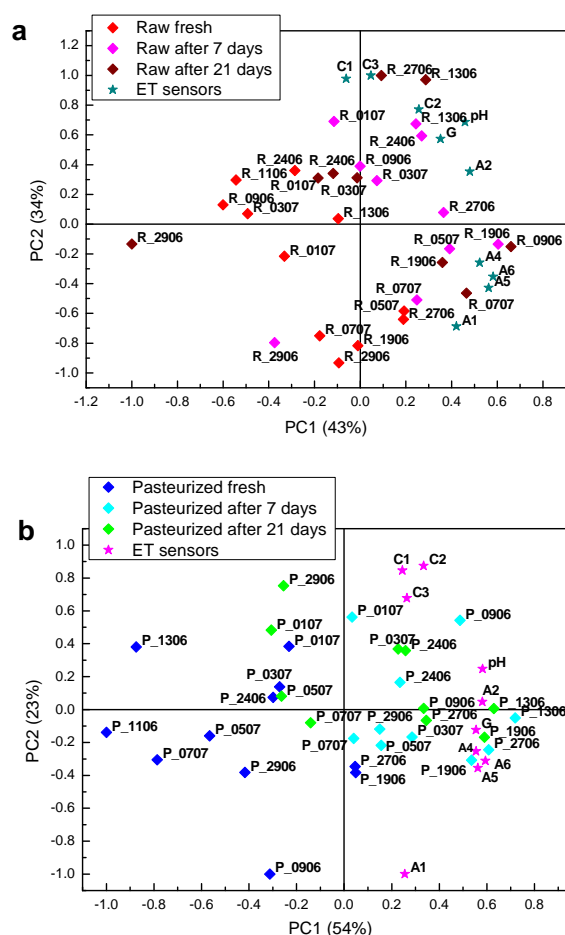 a
Raw fresh
Raw after 7 days
Raw after 21 days
ET sensors
C1 C3 R_2706 R_1306
C2 R_1306 pH
R_0107 G
R_2406
R_2406 R_2406 R_0906 A2
R_1106 R_0307
R_0107 R_0307
R_0906
R_0307 R_1306 R_2706
R_2906 R_0507 R_1906 R_0906
R_0107 R_1906 A4
A6
A5
R_0707 R_0707
R_0507 A1
R_2706
R_0707 R_1906
R_2906 R_2906
1.2
1.0
0.8
0.6
0.4
0.2
0.0
-0.2
-0.4
-0.6
-0.8
-1.0
PC2 (34%)
-1.2 -1.0 -0.8 -0.6 -0.4 -0.2 0.0 0.2 0.4 0.6 0.8
PC1 (43%)
b
Pasteurized fresh
Pasteurized after 7 days
Pasteurized after 21 days
ET sensors
C1 C2
P_2906 C3
P_0107 P_0906
P_0107
P_1306 P_0107 P_0307 P_2406
pH
P_0307 P_2406 A2
P_2406 P_0507 P_0906 P_1306
P_1306
P_1106 P_0707 P_2706
P_0507 P_2906 P_0307 G P_1906
P_0707 P_0707 P_0507 A4 P_2706
P_2906 P_2706 A6
P_1906 P_1906 A5
P_0906 A1
1.0
0.8
0.6
0.4
0.2
0.0
-0.2
-0.4
-0.6
-0.8
-1.0
PC2 (23%)
-1.0 -0.8 -0.6 -0.4 -0.2 0.0 0.2 0.4 0.6 0.8
PC1 (54%)